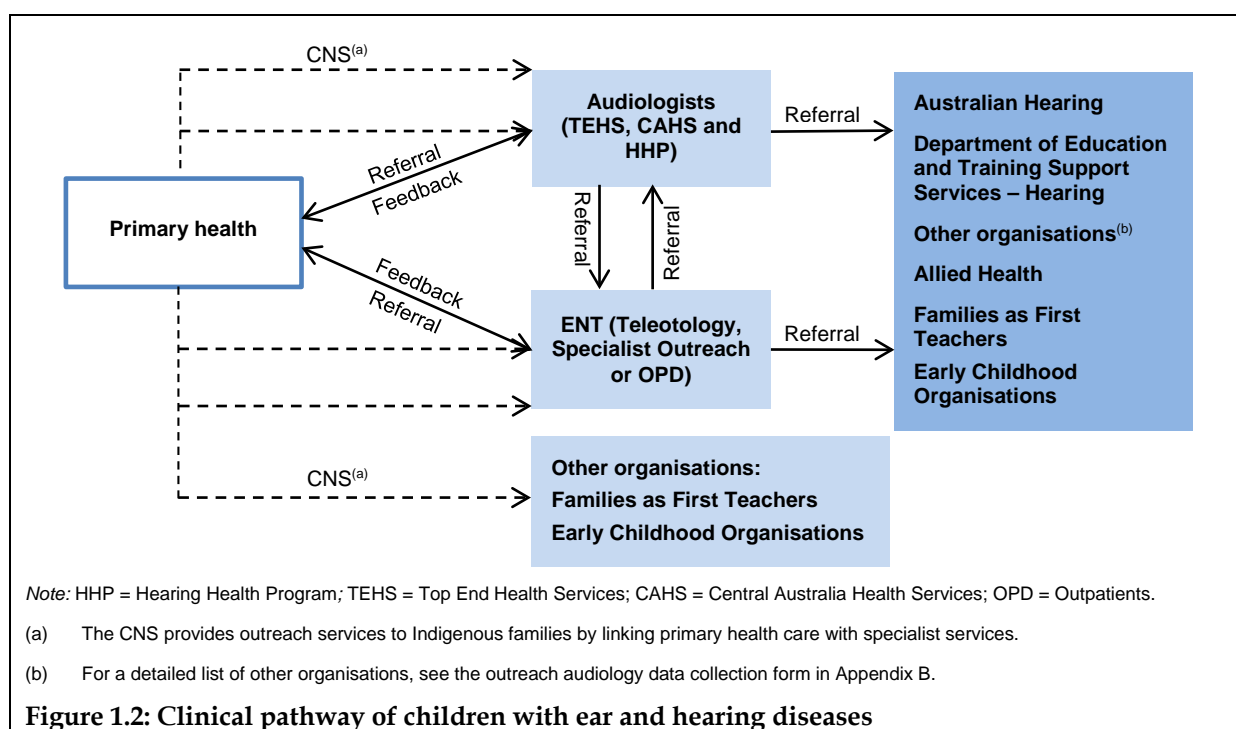 CNS(a)
Audiologists
(TEHS, CAHS and
HHP)
Referral
Australian Hearing
Department of Education
and Training Support
Services – Hearing
Other organisations(b)
Allied Health
Families as First
Teachers
Early Childhood
Organisations
Referral
Feedback
Primary health
Referral
Referral
Feedback
Referral
ENT (Teleotology,
Specialist Outreach
or OPD)
Referral
CNS(a)
Other organisations:
Families as First Teachers
Early Childhood Organisations
Note: HHP = Hearing Health Program; TEHS = Top End Health Services; CAHS = Central Australia Health Services; OPD = Outpatients.
(a) The CNS provides outreach services to Indigenous families by linking primary health care with specialist services.
(b) For a detailed list of other organisations, see the outreach audiology data collection form in Appendix B.
Figure 1.2: Clinical pathway of children with ear and hearing diseases